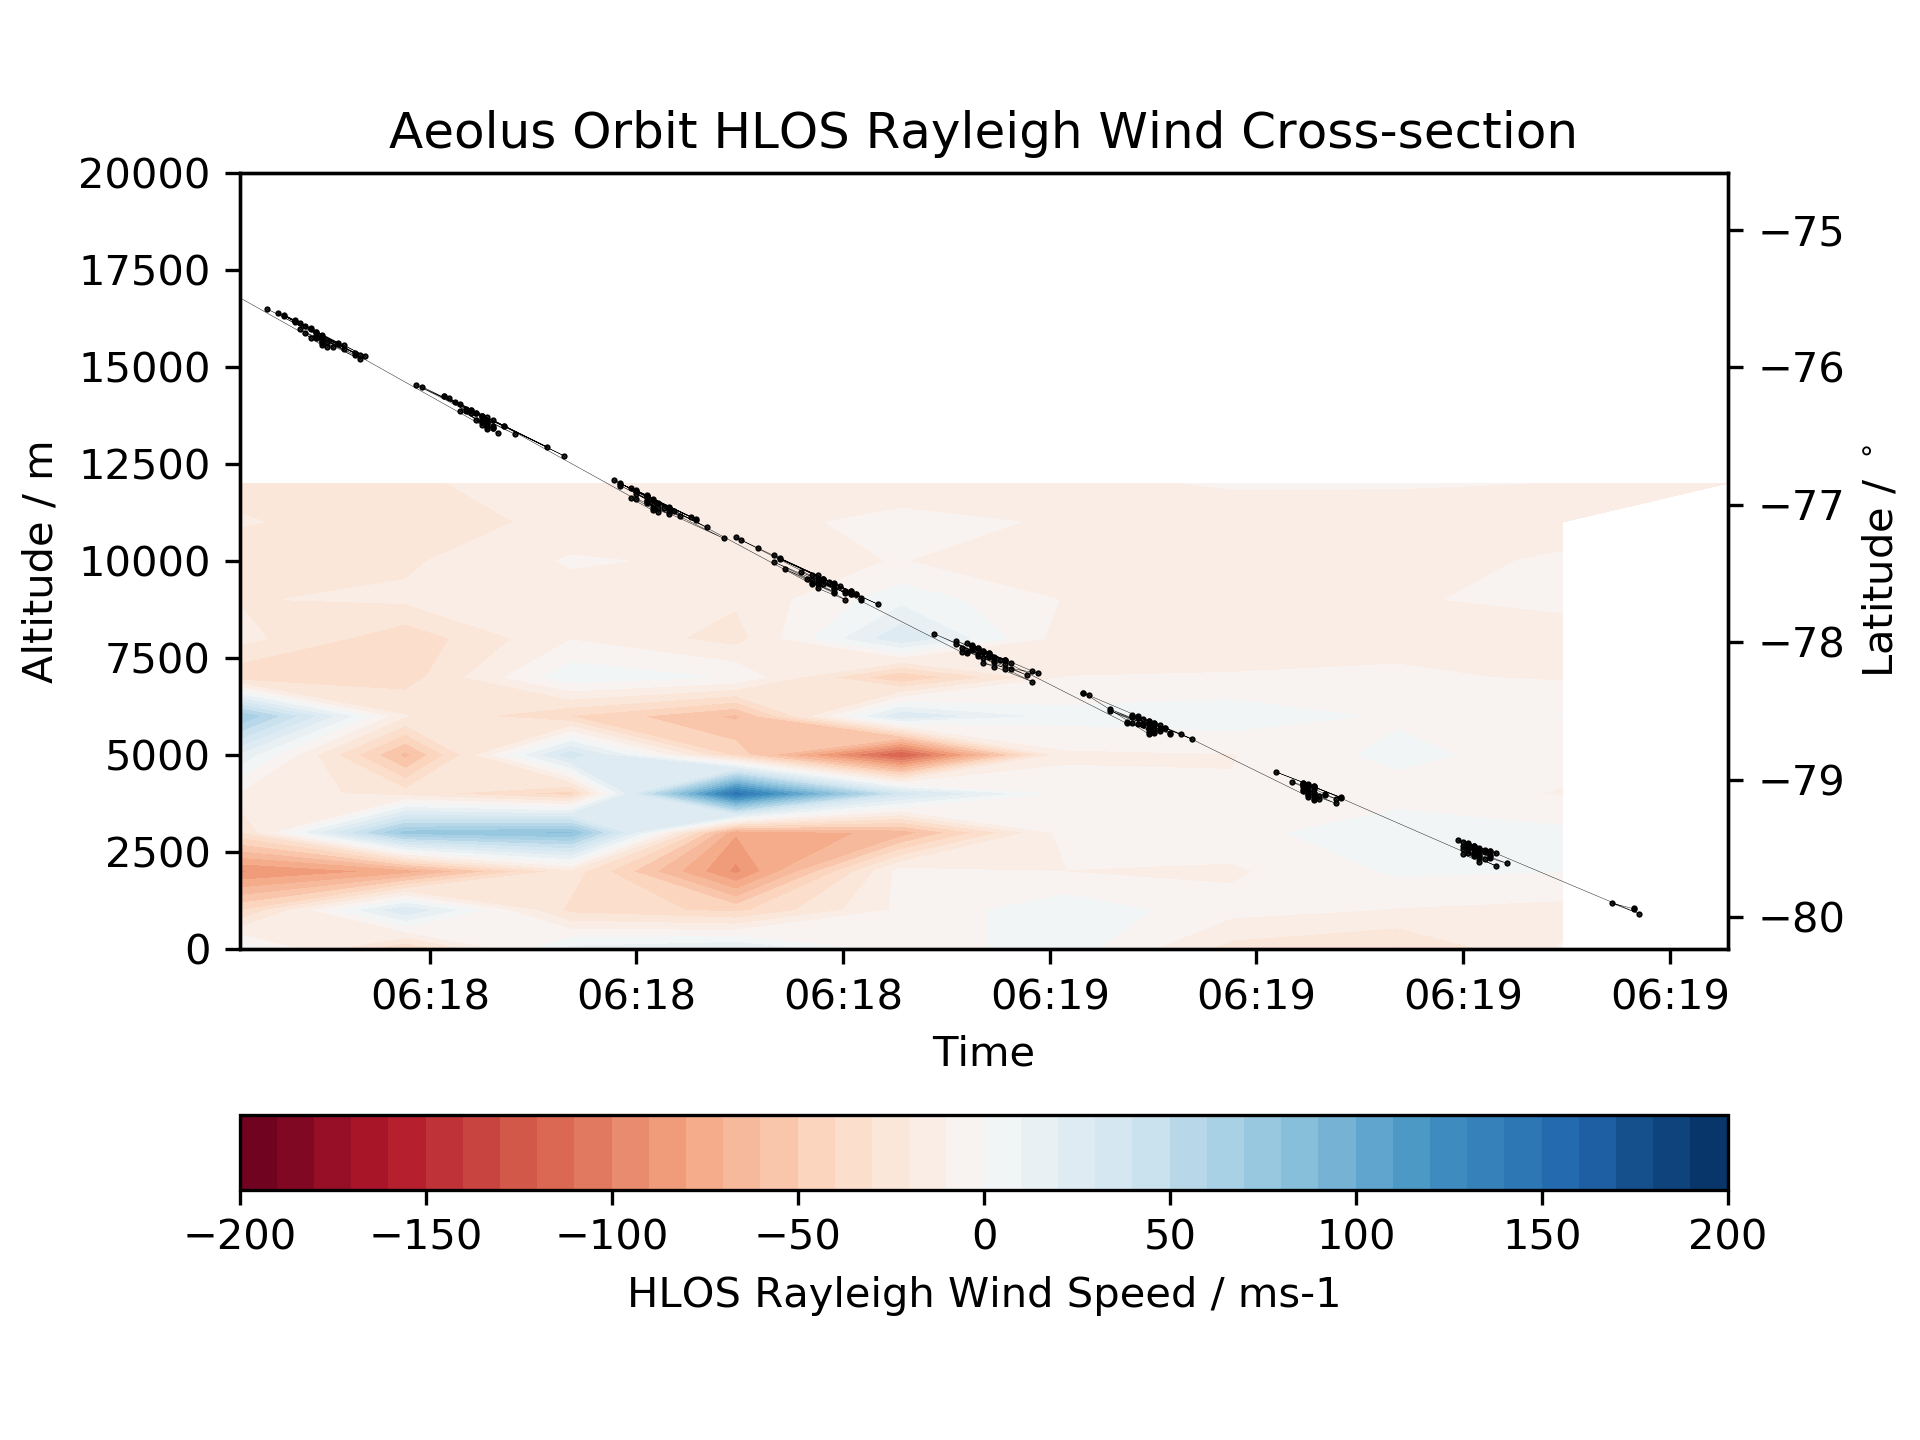 Aeolus Orbit HLOS Rayleigh Wind Cross-section
20000
17500
15000
12500
10000
7500
5000
2500
0
Altitude / m
−75
−76
−77
−78
−79
−80
Latitude / °
06:18 06:18 06:18 06:19 06:19 06:19 06:19
Time
−200 −150 −100 −50 0 50 100 150 200
HLOS Rayleigh Wind Speed / ms-1